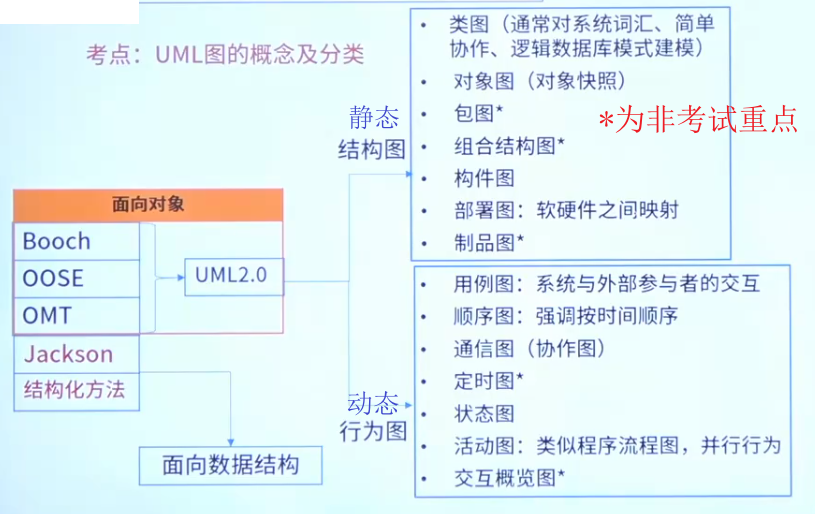 考点：UML图的概念及分类
• 类图（通常对系统词汇、简单
协作、逻辑数据库模式建模）
• 对象图（对象快照）
• 包图*
• 组合结构图*
• 构件图
• 部署图：软硬件之间映射
• 制品图*
*为非考试重点
静态
结构图
面向对象
Booch
OOSE
OMT
Jackson
结构化方法
UML2.0
面向数据结构
动态
行为图
• 用例图：系统与外部参与者的交互
• 顺序图：强调按时间顺序
• 通信图（协作图）
• 定时图*
• 状态图
• 活动图：类似程序流程图，并行行为
• 交互概览图*